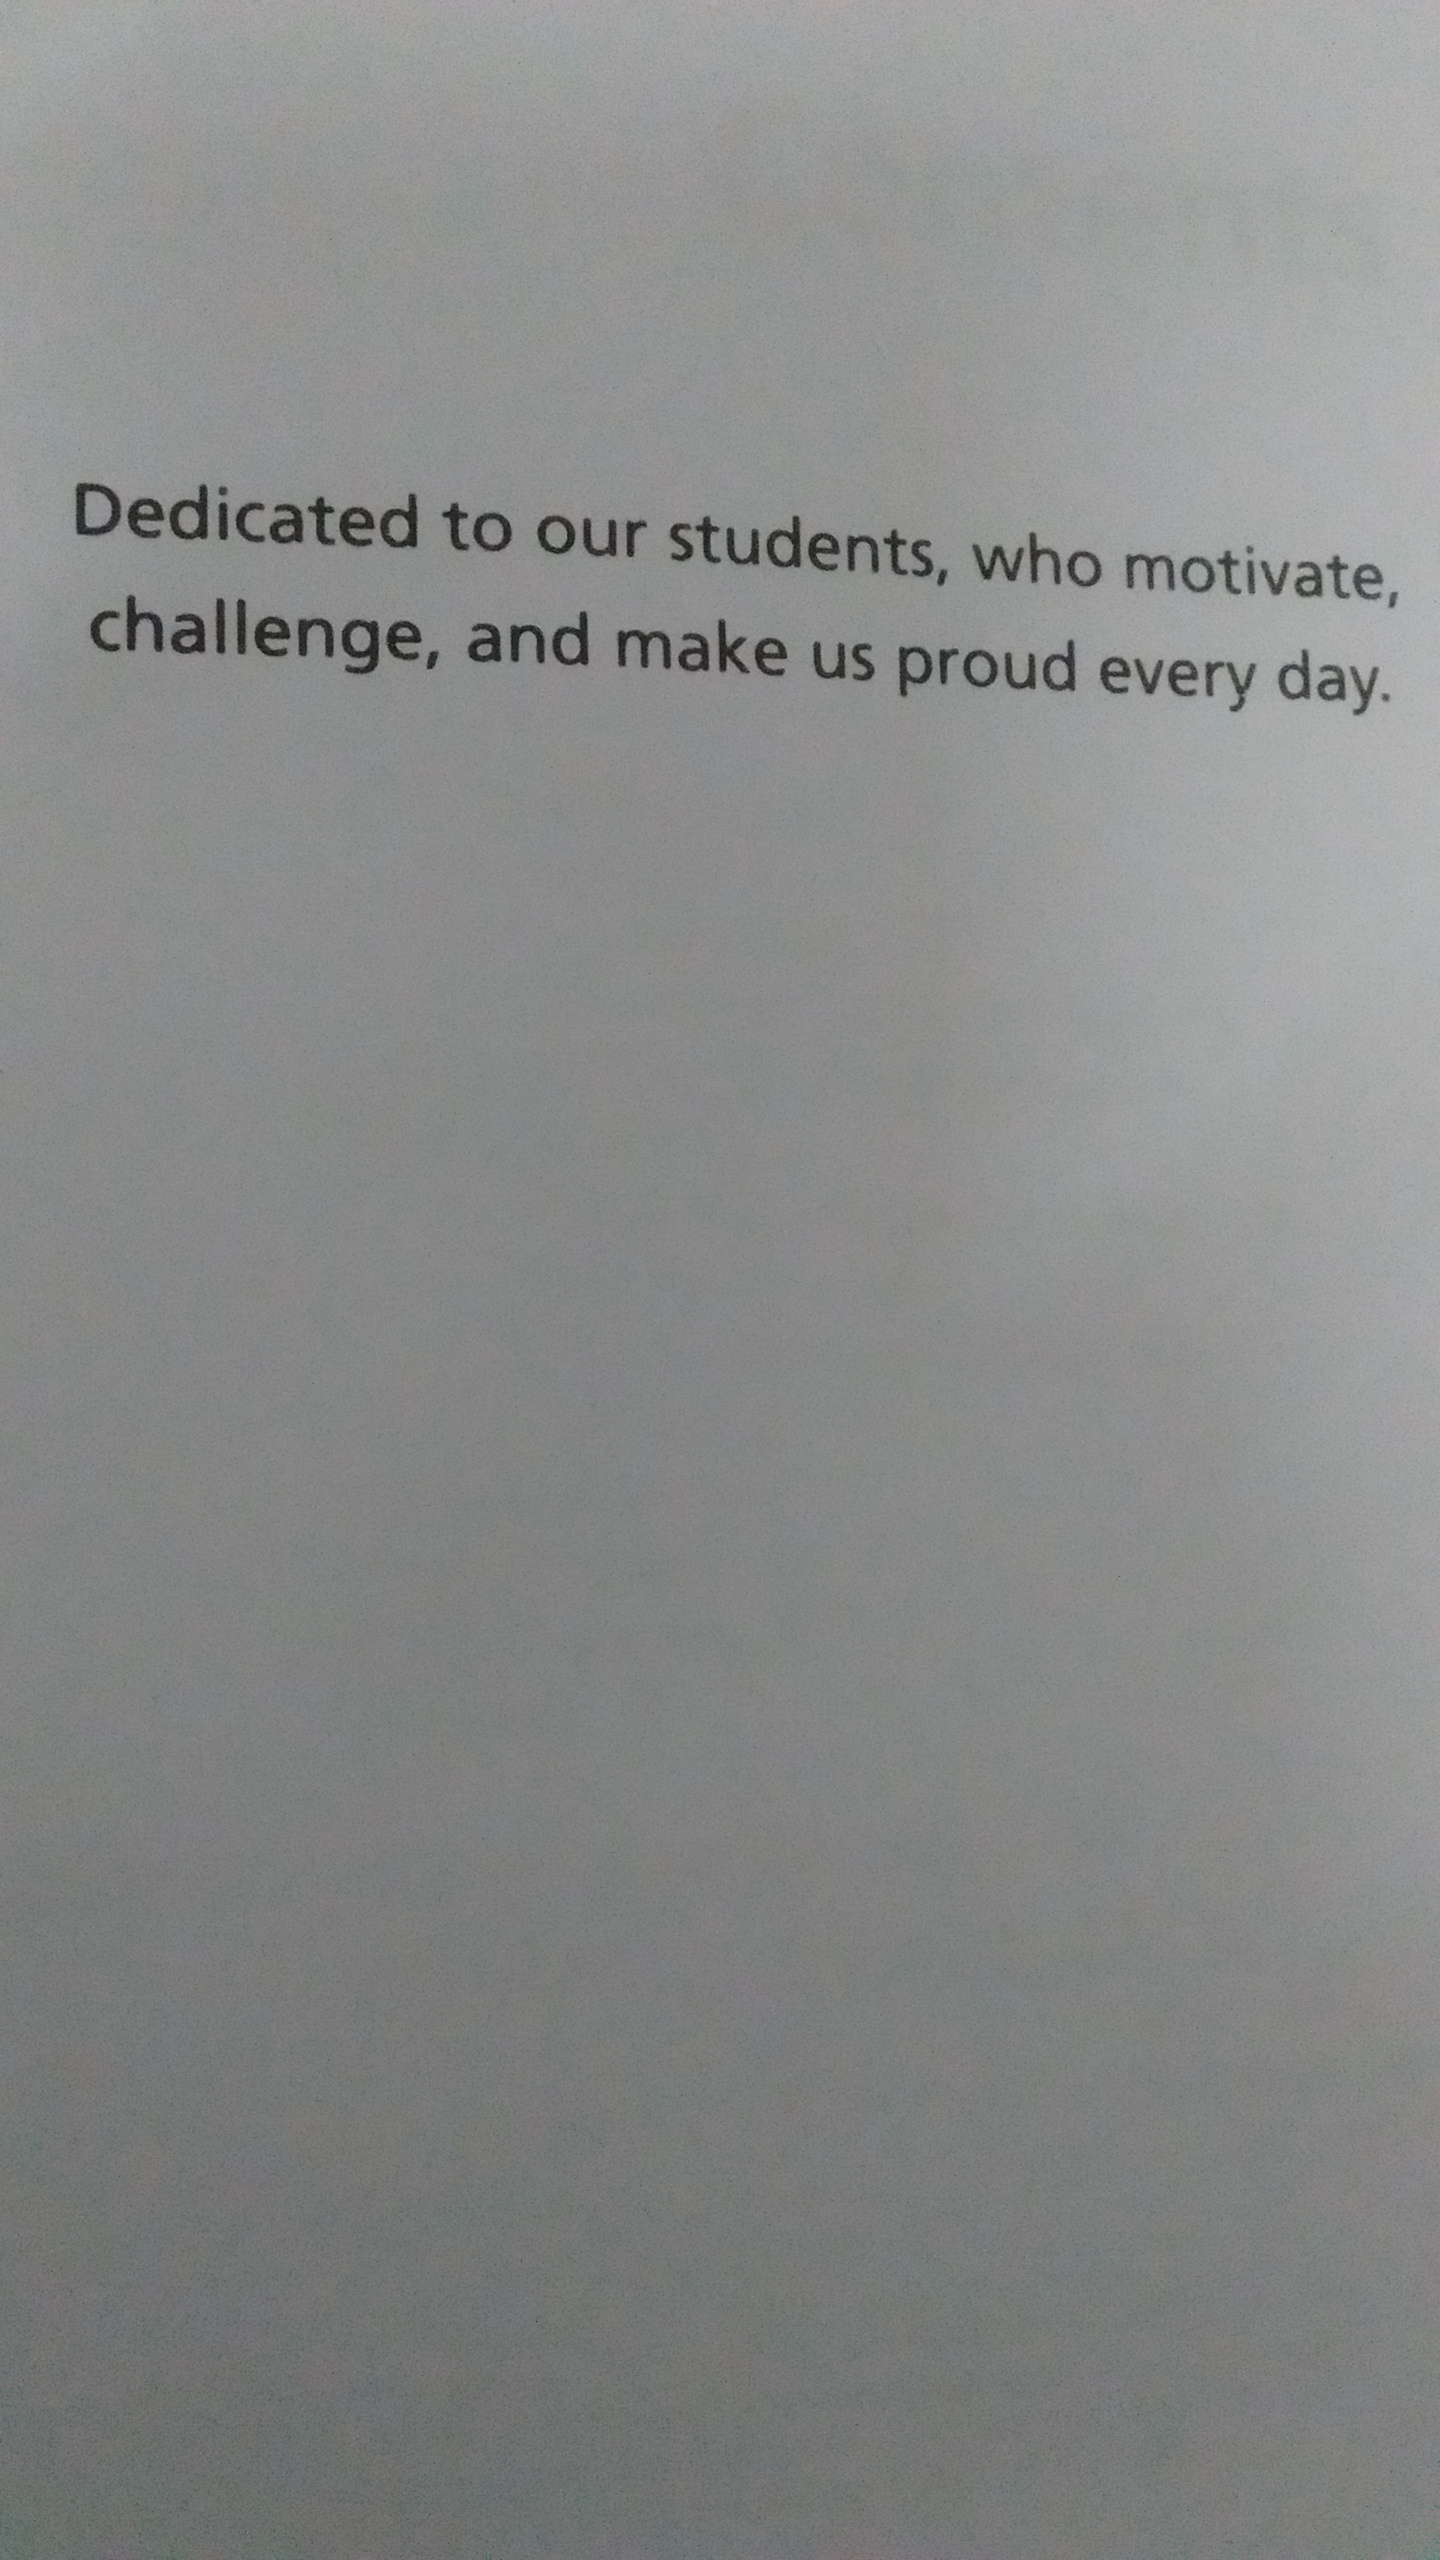 Dedicated to our students, who motivate,
challenge, and make us proud every day.